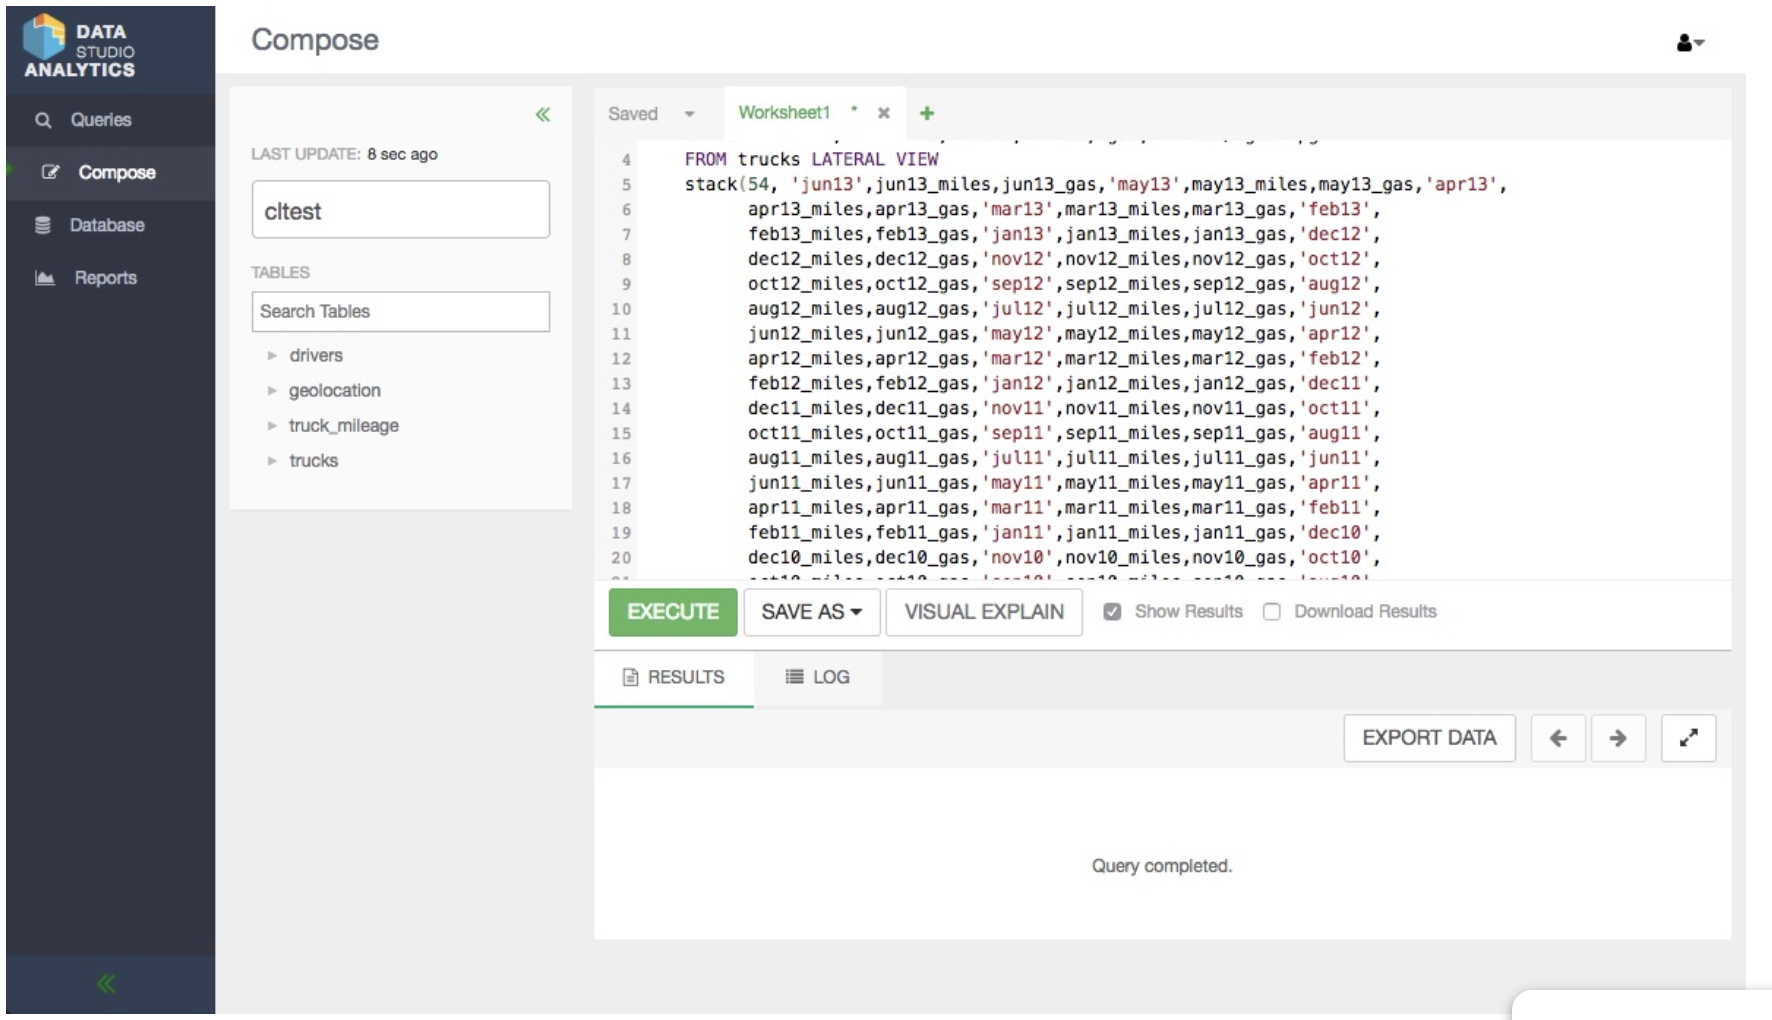 DATA
STUDIO
ANALYTICS
Queries
Compose
Database
Reports
Compose
LAST UPDATE: 8 sec ago
cltest
TABLES
Search Tables
drivers
geolocation
truck_mileage
trucks
Saved
Worksheet1 *
4 FROM trucks LATERAL VIEW
5 stack(54, 'jun13',jun13_miles,jun13_gas,'may13',may13_miles,may13_gas,'apr13',
6 apr13_miles,apr13_gas,'mar13',mar13_miles,mar13_gas,'feb13',
7 feb13_miles,feb13_gas,'jan13',jan13_miles,jan13_gas,'dec12',
8 dec12_miles,dec12_gas,'nov12',nov12_miles,nov12_gas,'oct12',
9 oct12_miles,oct12_gas,'sep12',sep12_miles,sep12_gas,'aug12',
10 aug12_miles,aug12_gas,'jul12',jul12_miles,jul12_gas,'jun12',
11 jun12_miles,jun12_gas,'may12',may12_miles,may12_gas,'apr12',
12 apr12_miles,apr12_gas,'mar12',mar12_miles,mar12_gas,'feb12',
13 feb12_miles,feb12_gas,'jan12',jan12_miles,jan12_gas,'dec11',
14 dec11_miles,dec11_gas,'nov11',nov11_miles,nov11_gas,'oct11',
15 oct11_miles,oct11_gas,'sep11',sep11_miles,sep11_gas,'aug11',
16 aug11_miles,aug11_gas,'jul11',jul11_miles,jul11_gas,'jun11',
17 jun11_miles,jun11_gas,'may11',may11_miles,may11_gas,'apr11',
18 apr11_miles,apr11_gas,'mar11',mar11_miles,mar11_gas,'feb11',
19 feb11_miles,feb11_gas,'jan11',jan11_miles,jan11_gas,'dec10',
20 dec10_miles,dec10_gas,'nov10',nov10_miles,nov10_gas,'oct10',
EXECUTE SAVE AS VISUAL EXPLAIN Show Results Download Results
RESULTS LOG
EXPORT DATA
Query completed.